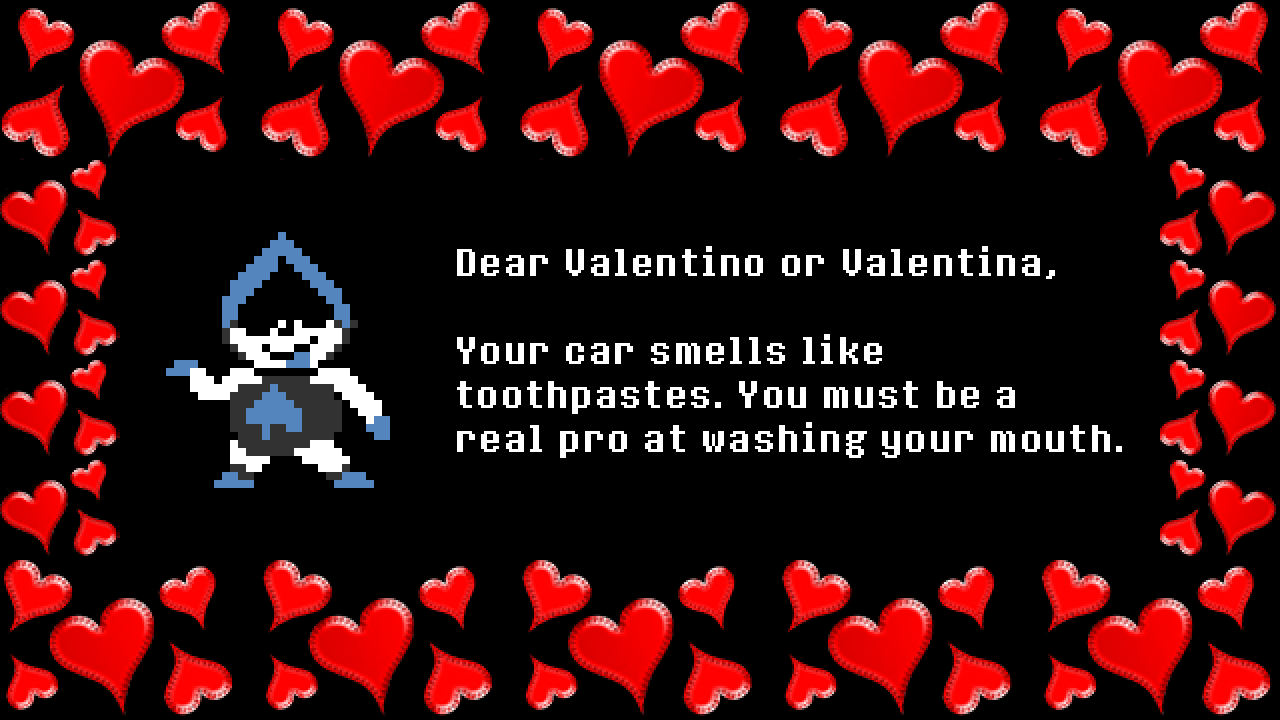 Dear Valentino or Valentina,
Your car smells like
toothpastes. You must be a
real pro at washing your mouth.